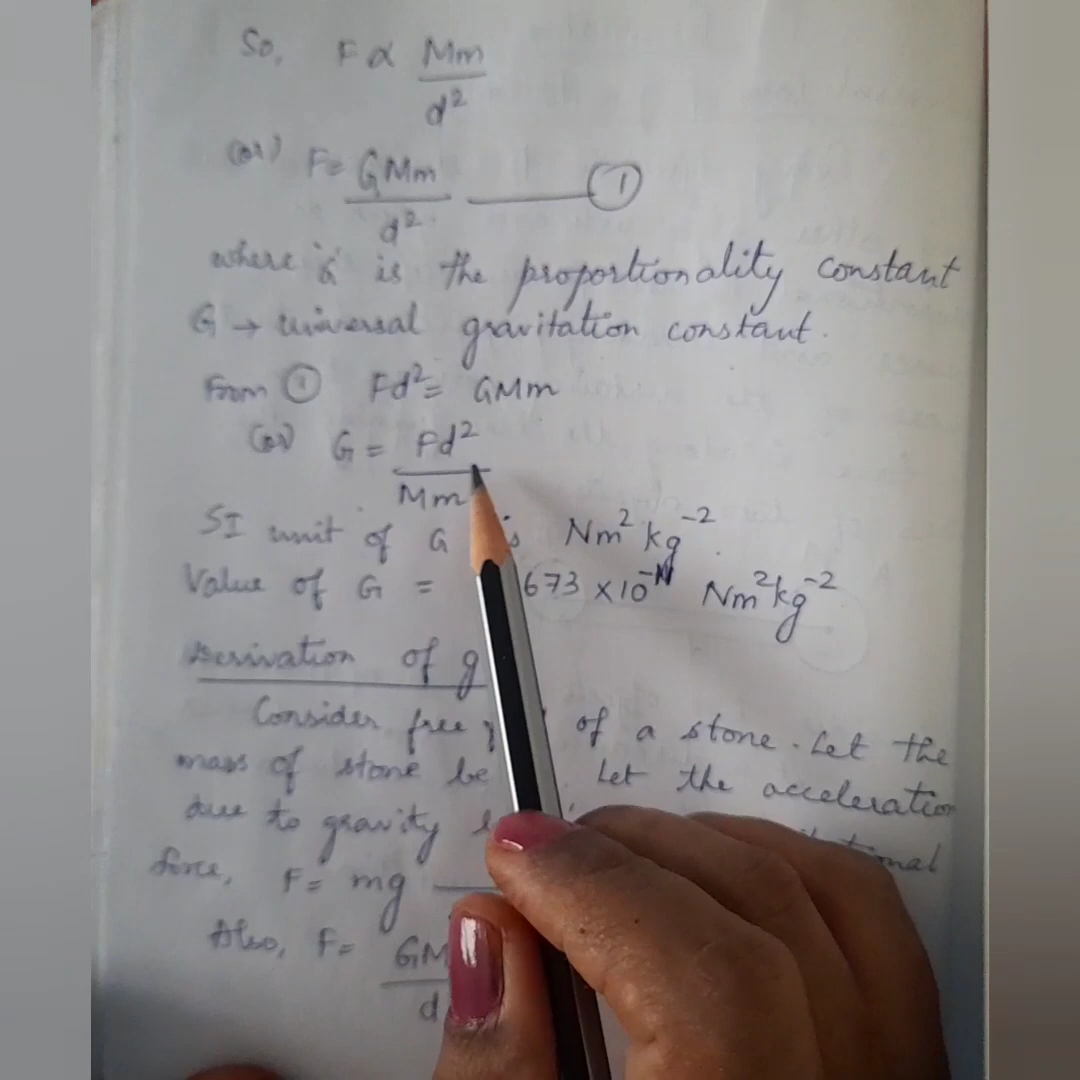 So, F ∝ Mm/d²
(or) F = GMm/d² ——— ①
where '∝' is the proportionality constant
G → universal gravitation constant.
From ① Fd² = GMm
(or) G = Fd²/Mm
SI unit of G is Nm² kg⁻².
Value of G = 673 × 10⁻¹¹ Nm²kg⁻²
Derivation of g
Consider free of a stone. Let the
mass of stone be Let the acceleration
due to gravity
force, F = mg
Also, F = GM/d